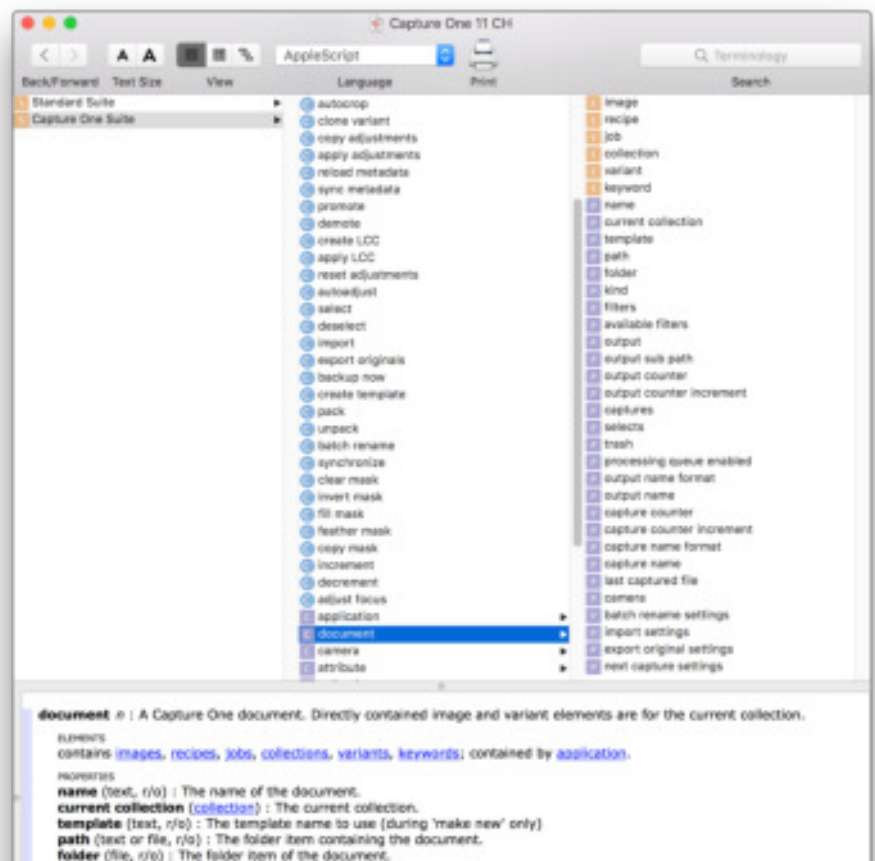 Capture One 11 CH
A A
AppleScript
Terminology
Back/Forward Text Size View Language Print Search
Standard Suite
Capture One Suite
autocrop
clone variant
copy adjustments
apply adjustments
reload metadata
sync metadata
promote
demote
create LCC
apply LCC
reset adjustments
autoadjust
select
deselect
import
export originals
backup now
create template
pack
unpack
batch rename
synchronize
clear mask
invert mask
fill mask
feather mask
copy mask
increment
decrement
adjust focus
application
document
camera
attribute
image
recipe
job
collection
variant
keyword
name
current collection
template
path
folder
kind
filters
available filters
output
output sub path
output counter
output counter increment
captures
selects
trash
processing queue enabled
output name format
output name
capture counter
capture counter increment
capture name format
capture name
last captured file
camera
batch rename settings
import settings
export original settings
next capture settings
document n : A Capture One document. Directly contained image and variant elements are for the current collection.
ELEMENTS
contains images, recipes, jobs, collections, variants, keywords; contained by application.
PROPERTIES
name (text, r/o) : The name of the document.
current collection (collection) : The current collection.
template (text, r/o) : The template name to use (during 'make new' only)
path (text or file, r/o) : The folder item containing the document.
folder (file, r/o) : The folder item of the document.